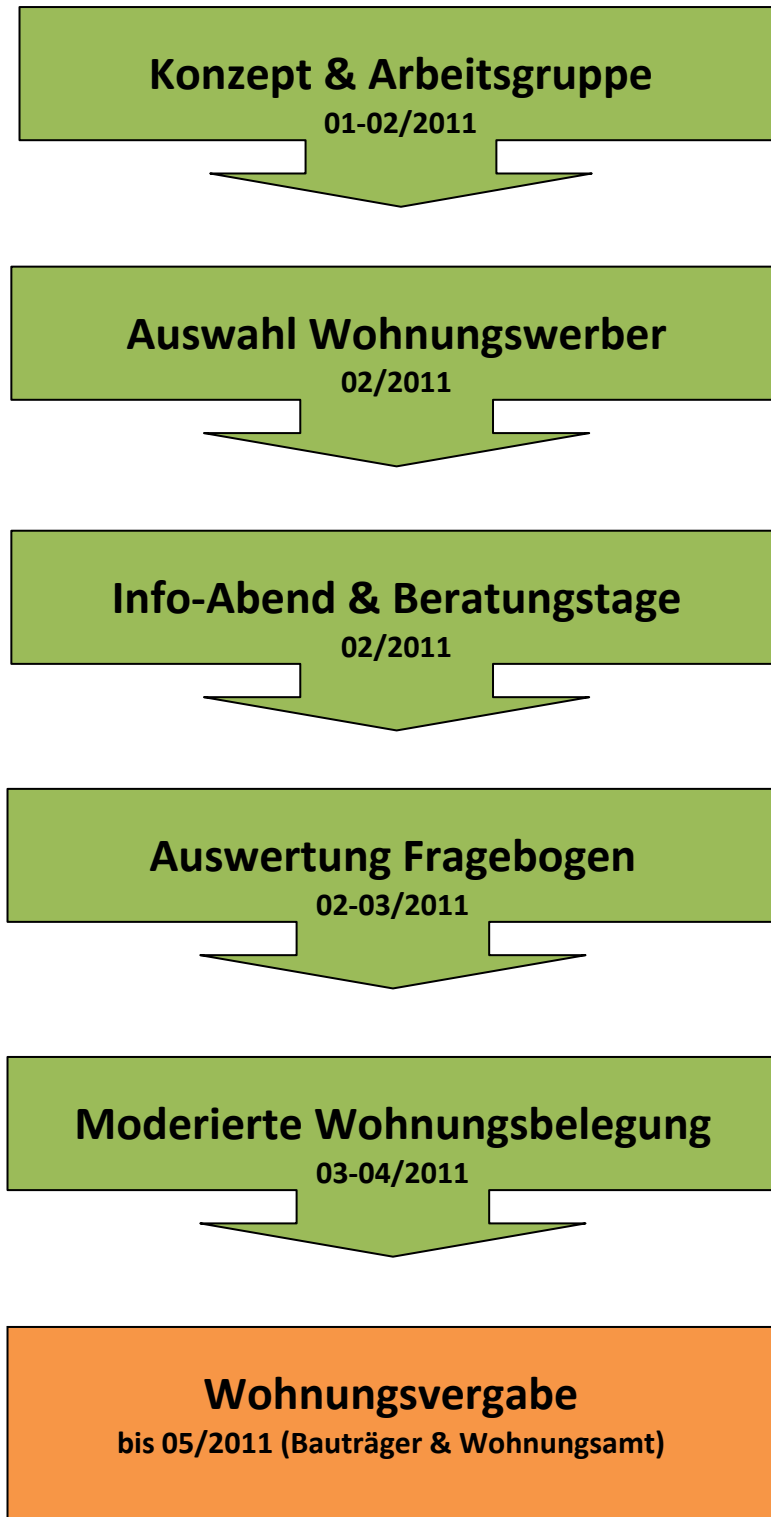 Konzept & Arbeitsgruppe
01-02/2011
Auswahl Wohnungswerber
02/2011
Info-Abend & Beratungstage
02/2011
Auswertung Fragebogen
02-03/2011
Moderierte Wohnungsbelegung
03-04/2011
Wohnungsvergabe
bis 05/2011 (Bauträger & Wohnungsamt)